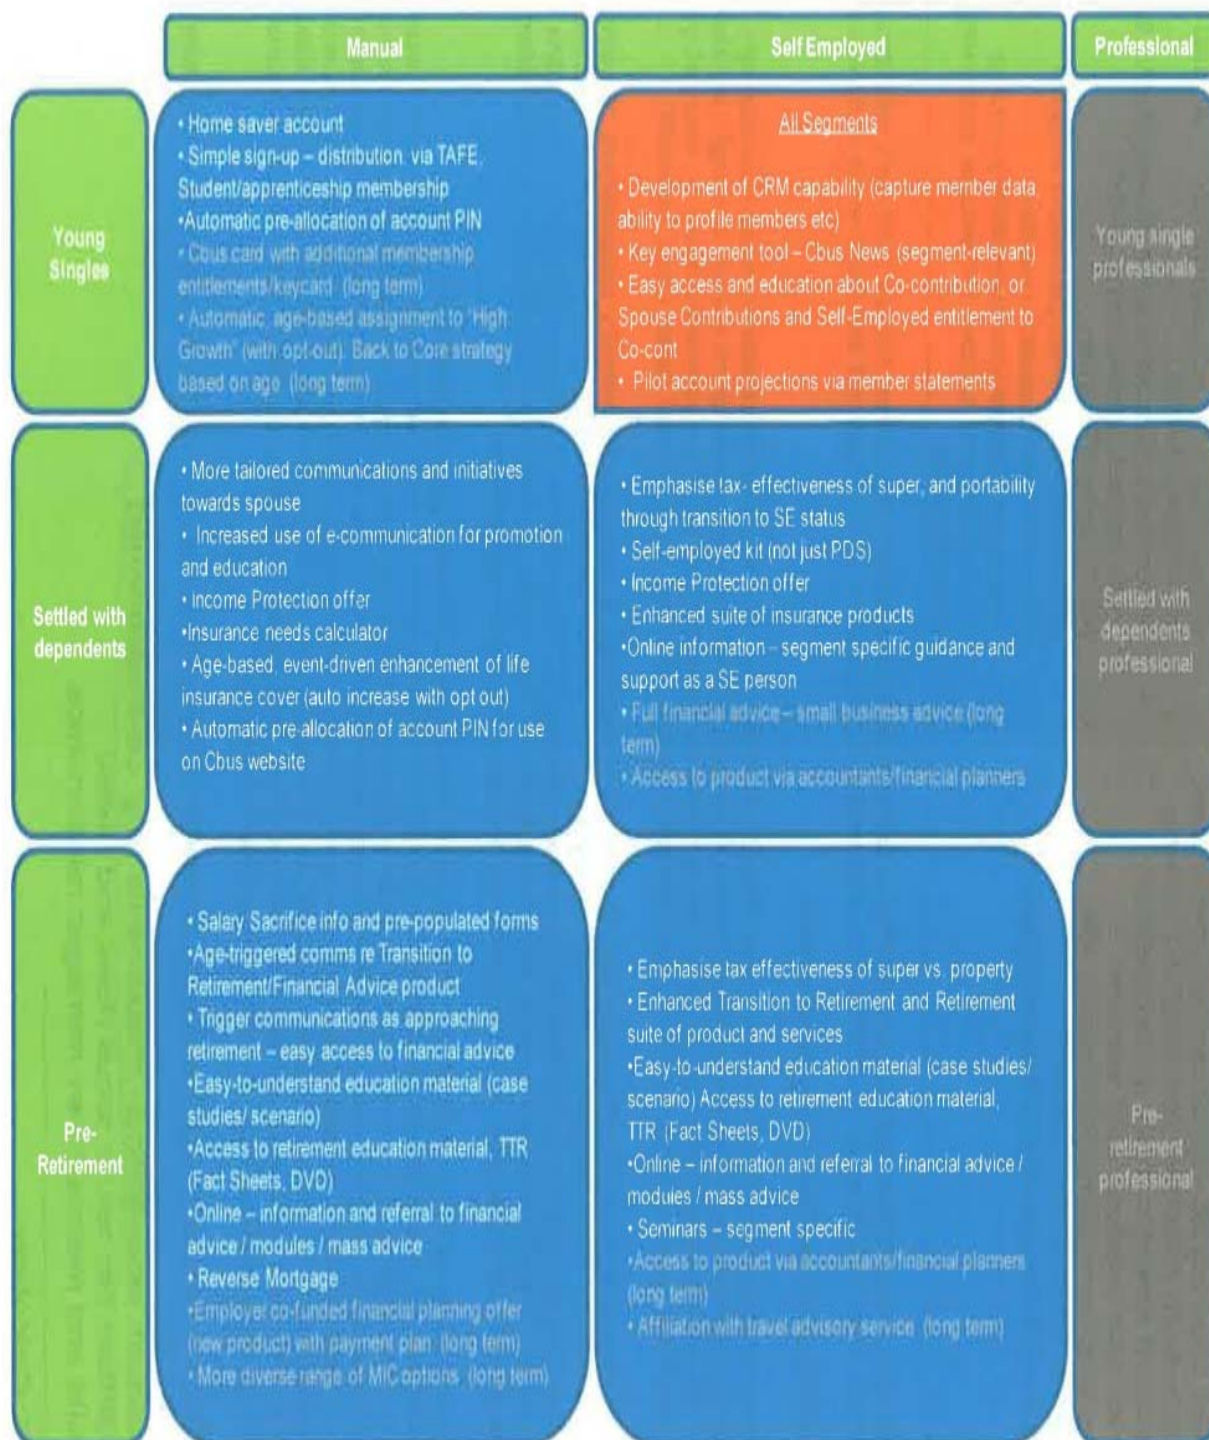 Manual
Self Employed
Professional
Young
Singles
• Home saver account
• Simple sign-up – distribution via TAFE,
Student/apprenticeship membership
•Automatic pre-allocation of account PIN
• Cbus card with additional membership
entitlements/keycard (long term)
• Automatic, age-based assignment to "High
Growth" (with opt-out). Back to Core strategy
based on age (long term)
All Segments
• Development of CRM capability (capture member data,
ability to profile members etc)
• Key engagement tool – Cbus News (segment-relevant)
• Easy access and education about Co-contribution, or
Spouse Contributions and Self-Employed entitlement to
Co-cont
• Pilot account projections via member statements
Young single
professionals
Settled with
dependents
• More tailored communications and initiatives
towards spouse
• Increased use of e-communication for promotion
and education
• Income Protection offer
•Insurance needs calculator
• Age-based, event-driven enhancement of life
insurance cover (auto increase with opt out)
• Automatic pre-allocation of account PIN for use
on Cbus website
• Emphasise tax- effectiveness of super, and portability
through transition to SE status
• Self-employed kit (not just PDS)
• Income Protection offer
• Enhanced suite of insurance products
•Online information – segment specific guidance and
support as a SE person
• Full financial advice – small business advice (long
term)
• Access to product via accountants/financial planners
Settled with
dependents
professional
Pre-
Retirement
• Salary Sacrifice info and pre-populated forms
•Age-triggered comms re Transition to
Retirement/Financial Advice product
• Trigger communications as approaching
retirement – easy access to financial advice
•Easy-to-understand education material (case
studies/ scenario)
•Access to retirement education material, TTR
(Fact Sheets, DVD)
•Online – information and referral to financial
advice / modules / mass advice
• Reverse Mortgage
•Employer co-funded financial planning offer
(new product) with payment plan (long term)
• More diverse range of MIC options (long term)
• Emphasise tax effectiveness of super vs. property
• Enhanced Transition to Retirement and Retirement
suite of product and services
•Easy-to-understand education material (case studies/
scenario) Access to retirement education material,
TTR (Fact Sheets, DVD)
•Online – information and referral to financial advice /
modules / mass advice
• Seminars – segment specific
•Access to product via accountants/financial planners
(long term)
• Affiliation with travel advisory service (long term)
Pre-
retirement
professional